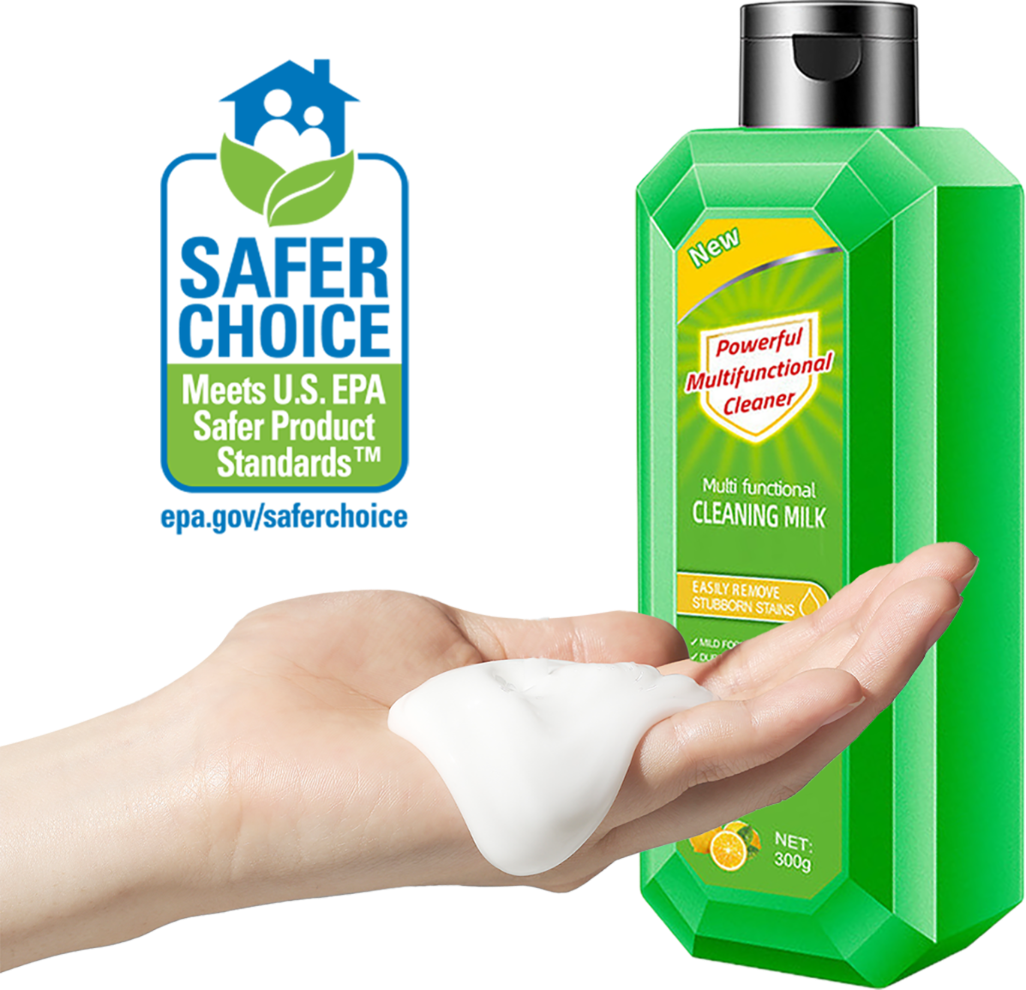 SAFER
CHOICE
Meets U.S. EPA
Safer Product
Standards™
epa.gov/saferchoice
New
Powerful
Multifunctional
Cleaner
Multi functional
CLEANING MILK
EASILY REMOVE
STUBBORN STAINS
✓ MILD
NET:
300g